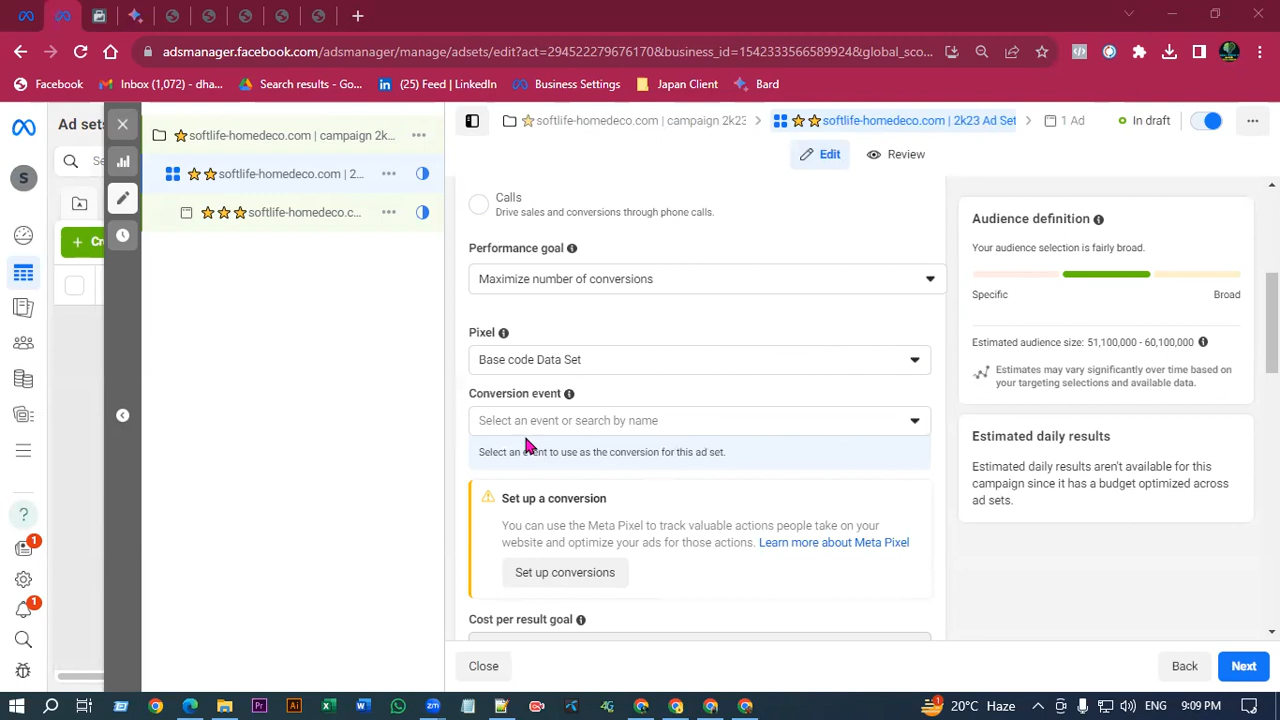 adsmanager.facebook.com/adsmanager/manage/adsets/edit?act=294522279676170&business_id=1542333566589924&global_sco...
Facebook
Inbox (1,072) - dha...
Search results - Go...
(25) Feed | LinkedIn
Business Settings
Japan Client
Bard
Ad sets
softlife-homedeco.com | campaign 2k...
softlife-homedeco.com | campaign 2k23
softlife-homedeco.com | 2k23 Ad Set
1 Ad
In draft
S
softlife-homedeco.com | 2...
Edit
Review
softlife-homedeco.c...
Calls
Drive sales and conversions through phone calls.
Audience definition
Your audience selection is fairly broad.
Specific
Broad
Estimated audience size: 51,100,000 - 60,100,000
Estimates may vary significantly over time based on
your targeting selections and available data.
Performance goal
Maximize number of conversions
Pixel
Base code Data Set
Conversion event
Select an event or search by name
Select an event to use as the conversion for this ad set.
Estimated daily results
Estimated daily results aren't available for this
campaign since it has a budget optimized across
ad sets.
Set up a conversion
You can use the Meta Pixel to track valuable actions people take on your
website and optimize your ads for those actions. Learn more about Meta Pixel
Set up conversions
Cost per result goal
1
1
Close
Back
Next
1
20°C Haze
ENG
9:09 PM